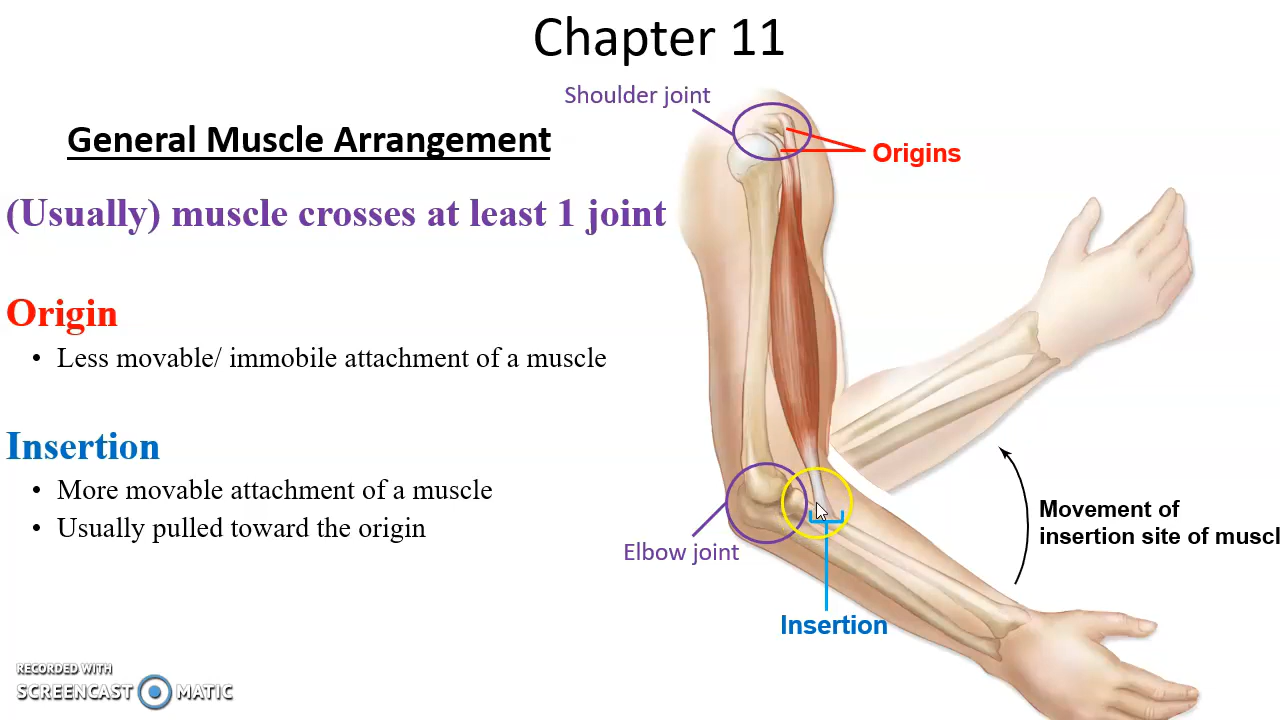 Chapter 11
Shoulder joint
General Muscle Arrangement
Origins
(Usually) muscle crosses at least 1 joint
Origin
• Less movable/ immobile attachment of a muscle
Insertion
• More movable attachment of a muscle
• Usually pulled toward the origin
Movement of
insertion site of muscl
Elbow joint
Insertion
RECORDED WITH
SCREENCAST MATIC